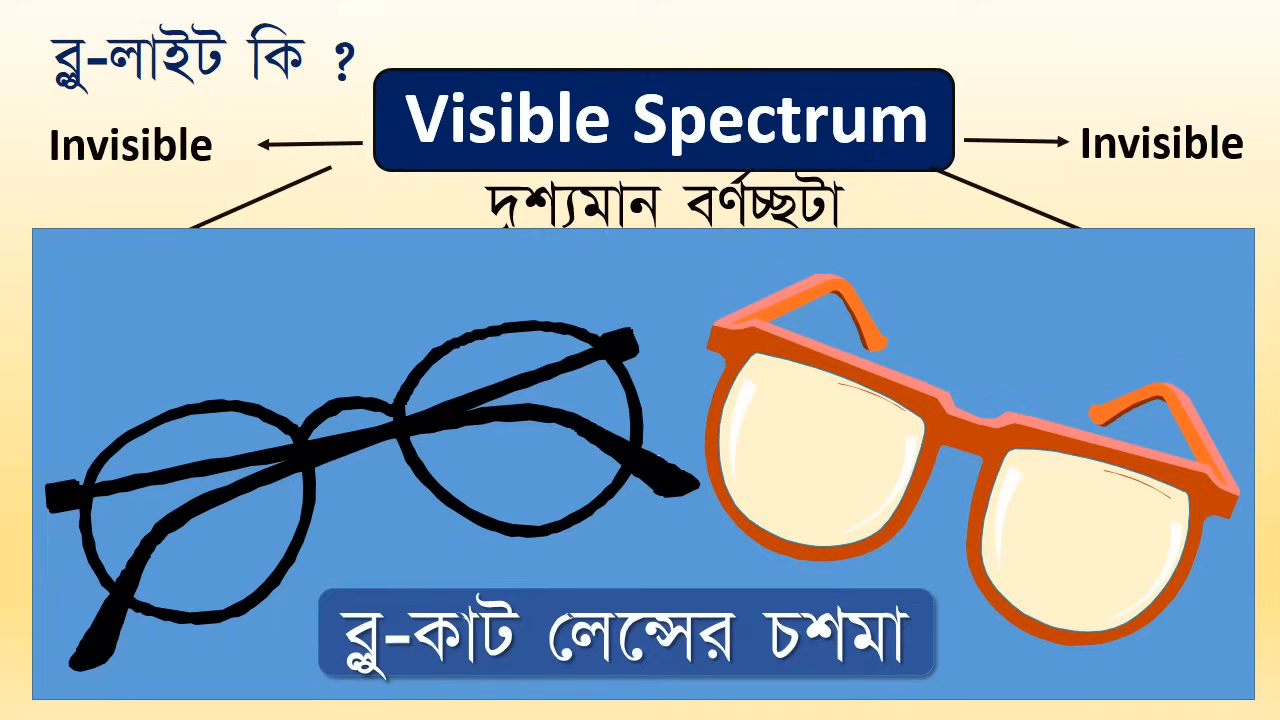 ব্লু-লাইট কি ?
Visible Spectrum
Invisible
Invisible
দৃশ্যমান বর্ণচ্ছটা
ব্লু-কাট লেন্সের চশমা